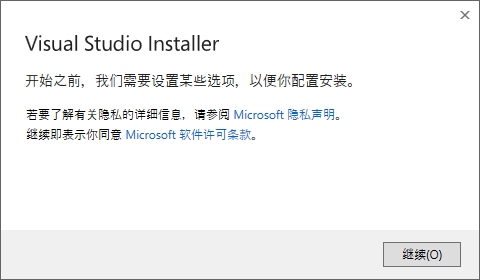 Visual Studio Installer
开始之前，我们需要设置某些选项，以便你配置安装。
若要了解有关隐私的详细信息，请参阅 Microsoft 隐私声明。
继续即表示你同意 Microsoft 软件许可条款。
继续(O)